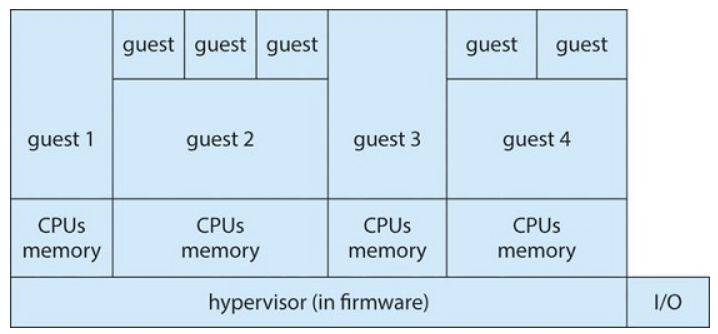 guest guest guest guest guest
guest 1 guest 2 guest 3 guest 4
CPUs CPUs CPUs CPUs
memory memory memory memory
hypervisor (in firmware) I/O